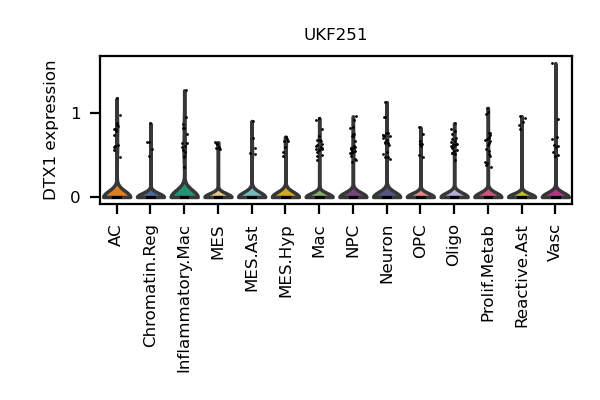 UKF251
DTX1 expression
1
0
AC
Chromatin.Reg
Inflammatory.Mac
MES
MES.Ast
MES.Hyp
Mac
NPC
Neuron
OPC
Oligo
Prolif.Metab
Reactive.Ast
Vasc